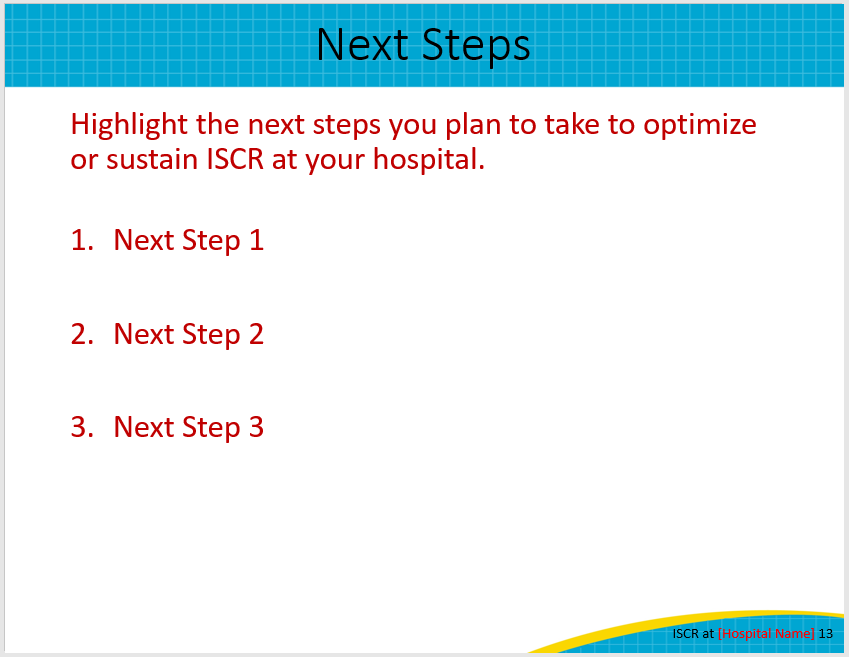 Next Steps
Highlight the next steps you plan to take to optimize
or sustain ISCR at your hospital.
1. Next Step 1
2. Next Step 2
3. Next Step 3
ISCR at [Hospital Name] 13